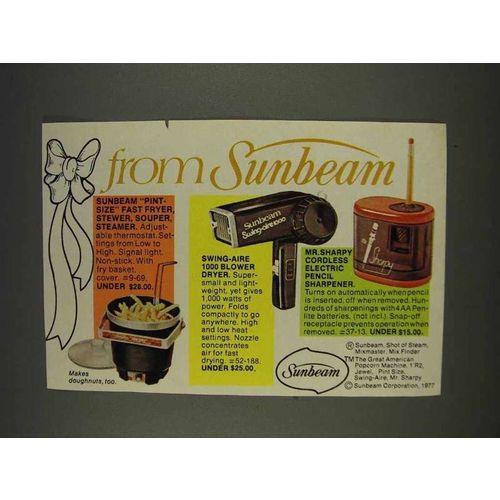 from Sunbeam
SUNBEAM "PINT-
SIZE" FAST FRYER,
STEWER, SOUPER,
STEAMER. Adjust-
able thermostat. Set-
tings from Low to
High. Signal light.
Non-stick. With
fry basket,
cover. #9-69.
UNDER $28.00.
Makes
doughnuts, too.
Sunbeam
Swing-aire 1000
SWING-AIRE
1000 BLOWER
DRYER. Super-
small and light-
weight, yet gives
1,000 watts of
power. Folds
compactly to go
anywhere. High
and low heat
settings. Nozzle
concentrates
air for fast
drying. #52-188.
UNDER $25.00.
Mr. Sharpy
MR. SHARPY
CORDLESS
ELECTRIC
PENCIL
SHARPENER.
Turns on automatically when pencil
is inserted, off when removed. Hun-
dreds of sharpenings with 4 AA Pen-
lite batteries, (not incl.). Snap-off
receptacle prevents operation when
removed. #37-13. UNDER $15.00.
Sunbeam
® Sunbeam, Shot of Steam,
Mixmaster, Mix Finder
TM The Great American
Popcorn Machine, 1'R2,
Jewel, Pint Size,
Swing-Aire, Mr. Sharpy
© Sunbeam Corporation, 1977